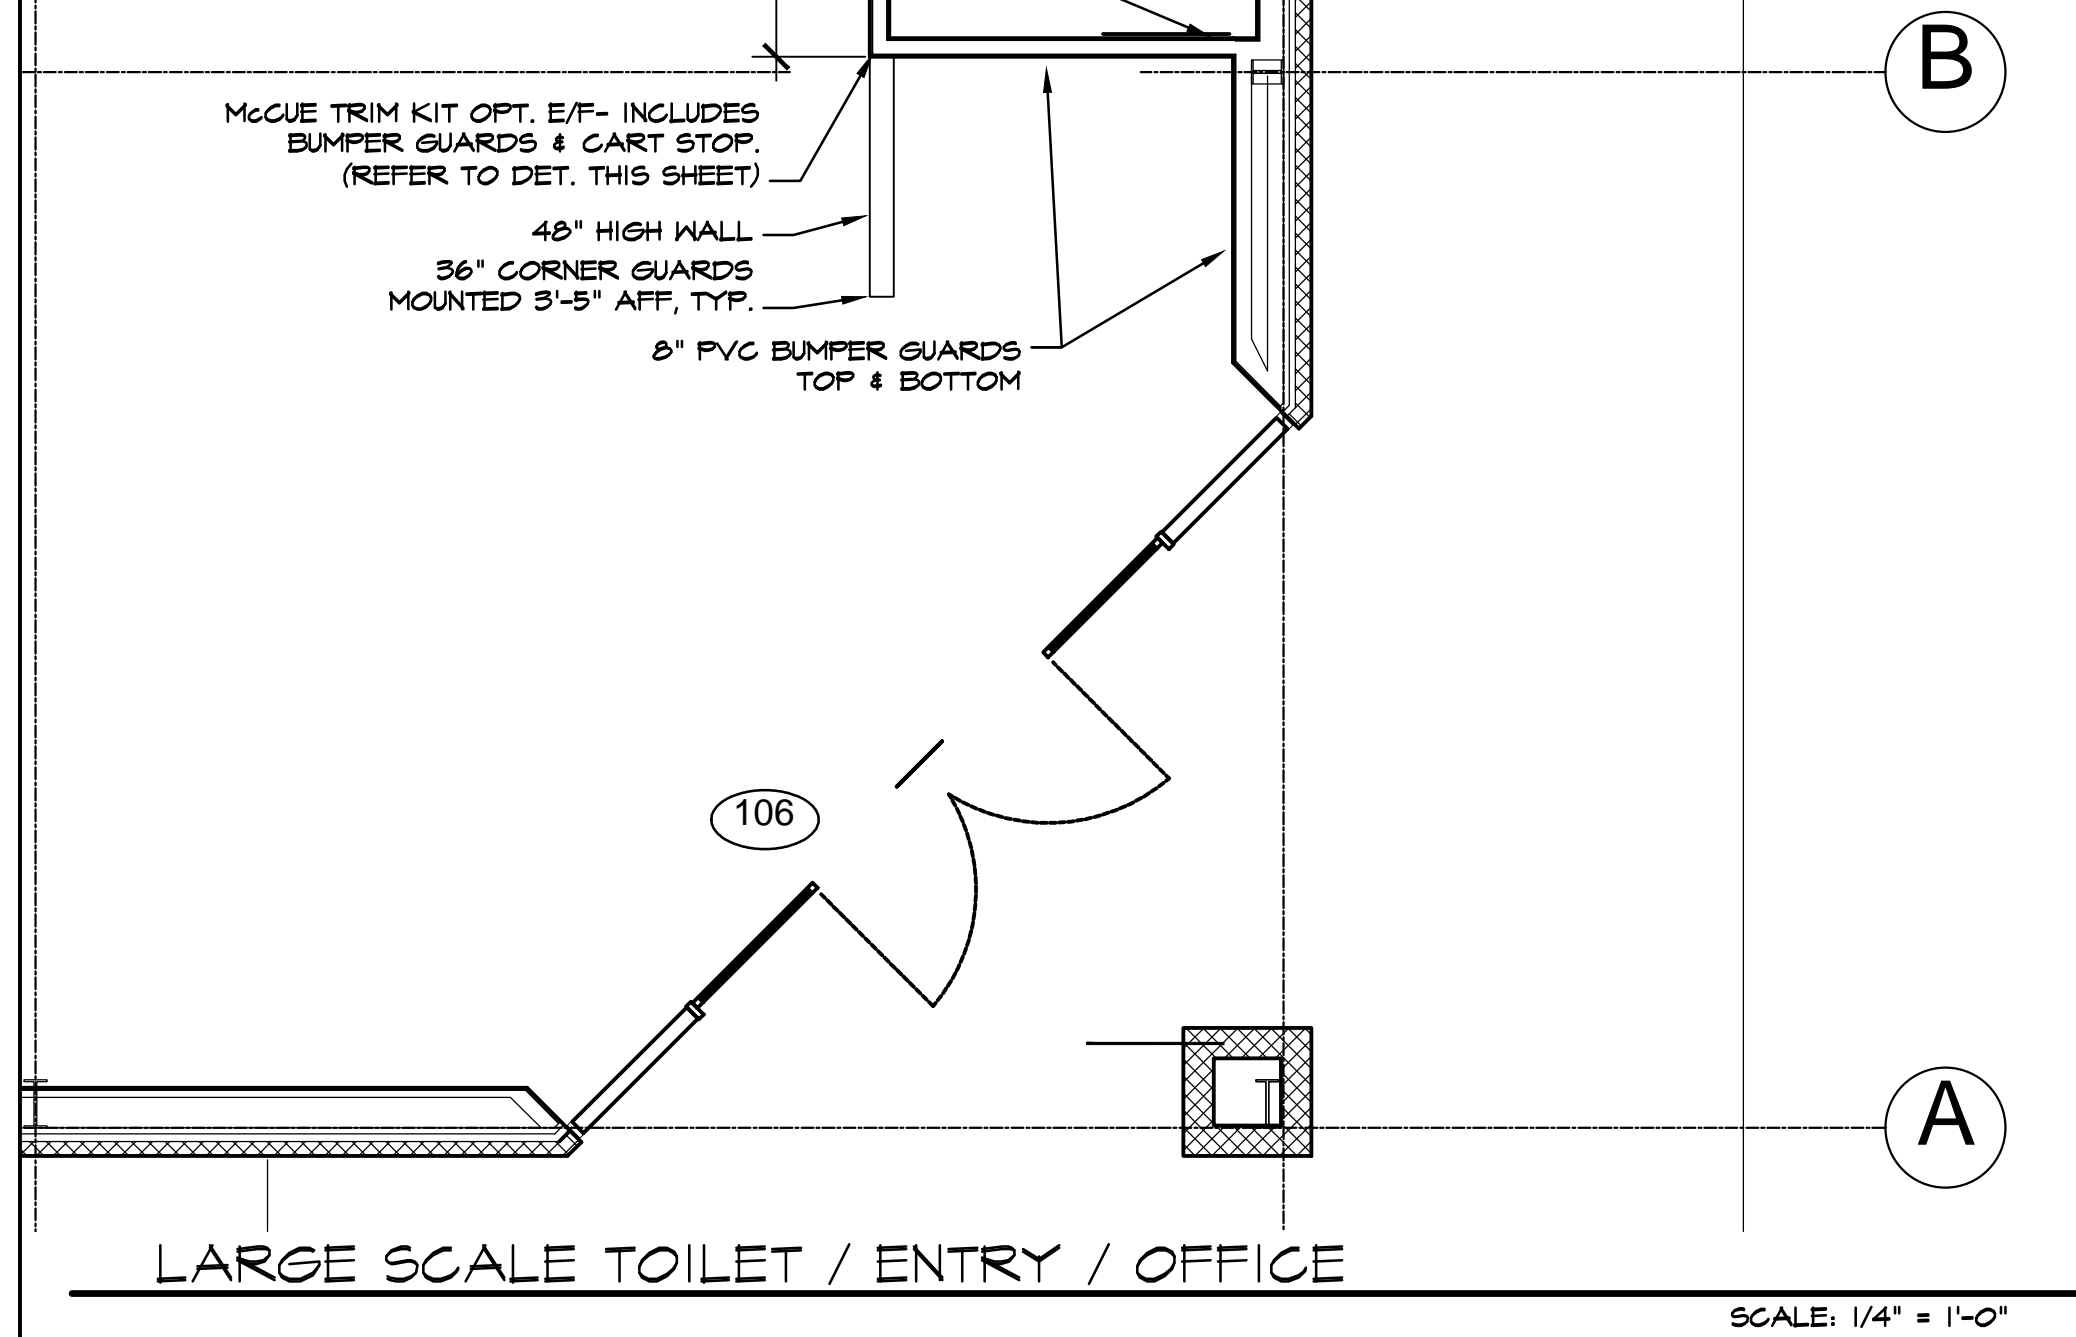 B
McCUE TRIM KIT OPT. E/F- INCLUDES
BUMPER GUARDS & CART STOP.
(REFER TO DET. THIS SHEET)
48" HIGH WALL
36" CORNER GUARDS
MOUNTED 3'-5" AFF, TYP.
8" PVC BUMPER GUARDS
TOP & BOTTOM
106
A
LARGE SCALE TOILET / ENTRY / OFFICE
SCALE: 1/4" = 1'-0"